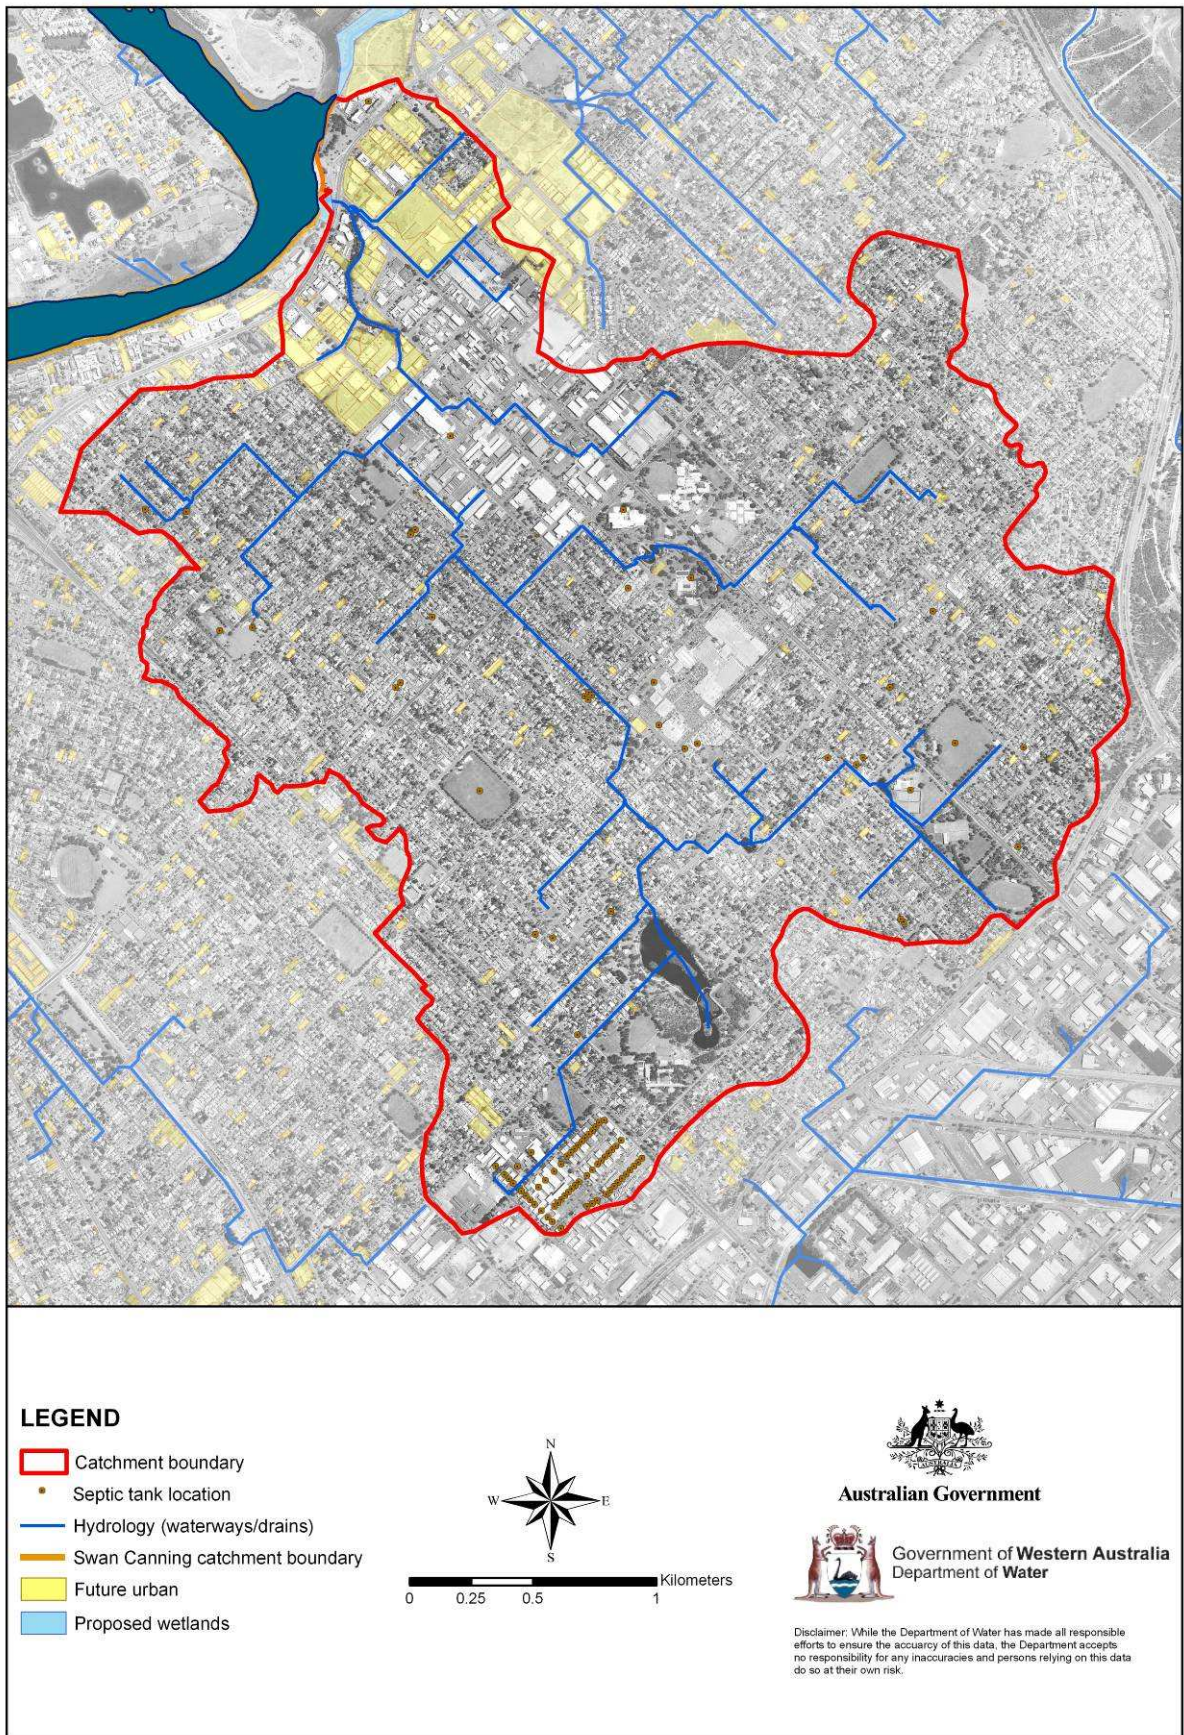 LEGEND
Catchment boundary
Septic tank location
Hydrology (waterways/drains)
Swan Canning catchment boundary
Future urban
Proposed wetlands
N
W
E
S
Kilometers
0 0.25 0.5 1
AUSTRALIA
Australian Government
Government of Western Australia
Department of Water
Disclaimer: While the Department of Water has made all responsible
efforts to ensure the accuarcy of this data, the Department accepts
no responsibility for any inaccuracies and persons relying on this data
do so at their own risk.